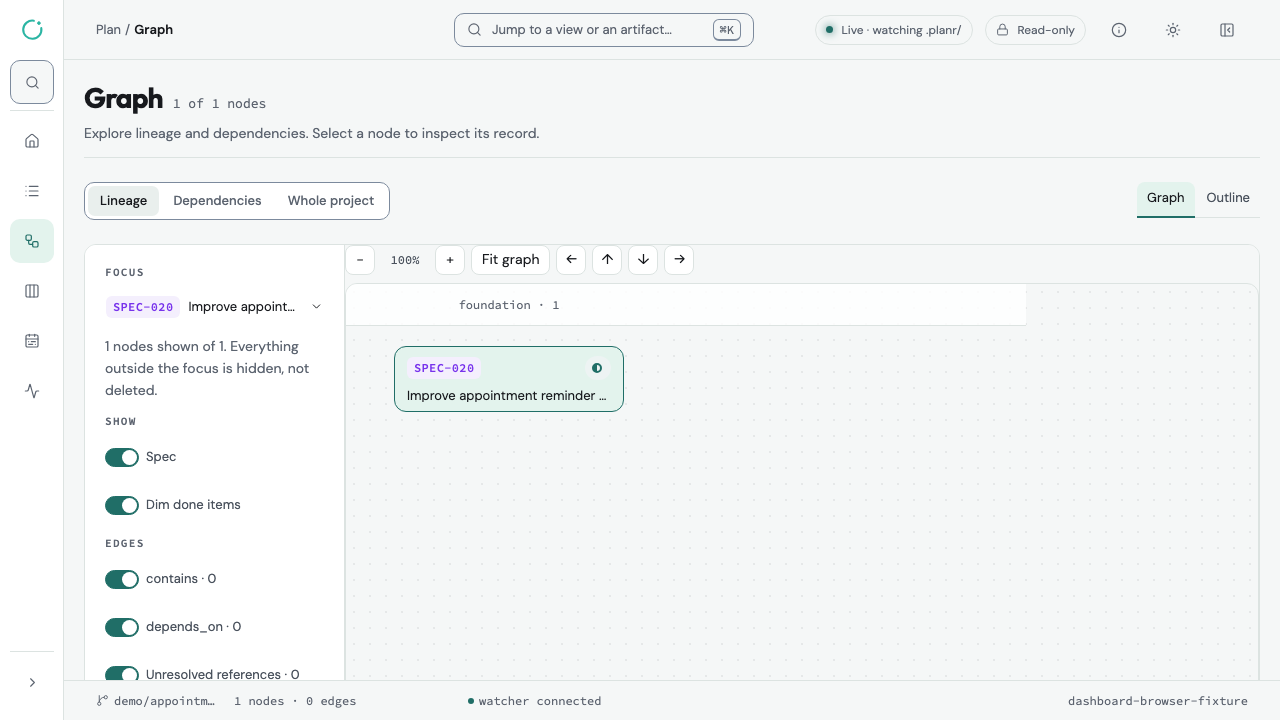 Plan / Graph
Jump to a view or an artifact… ⌘K
Live · watching .planr/
Read-only
Graph 1 of 1 nodes
Explore lineage and dependencies. Select a node to inspect its record.
Lineage Dependencies Whole project
Graph Outline
FOCUS
SPEC-020 Improve appoint…
1 nodes shown of 1. Everything
outside the focus is hidden, not
deleted.
SHOW
Spec
Dim done items
EDGES
contains · 0
depends_on · 0
Unresolved references · 0
− 100% + Fit graph ← ↑ ↓ →
foundation · 1
SPEC-020
Improve appointment reminder …
demo/appointm… 1 nodes · 0 edges
watcher connected
dashboard-browser-fixture